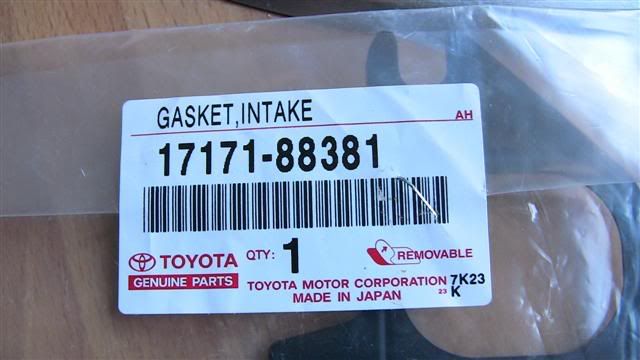 GASKET,INTAKE
AH
17171-88381
TOYOTA QTY: 1 REMOVABLE
GENUINE PARTS TOYOTA MOTOR CORPORATION 7K23
MADE IN JAPAN 23 K